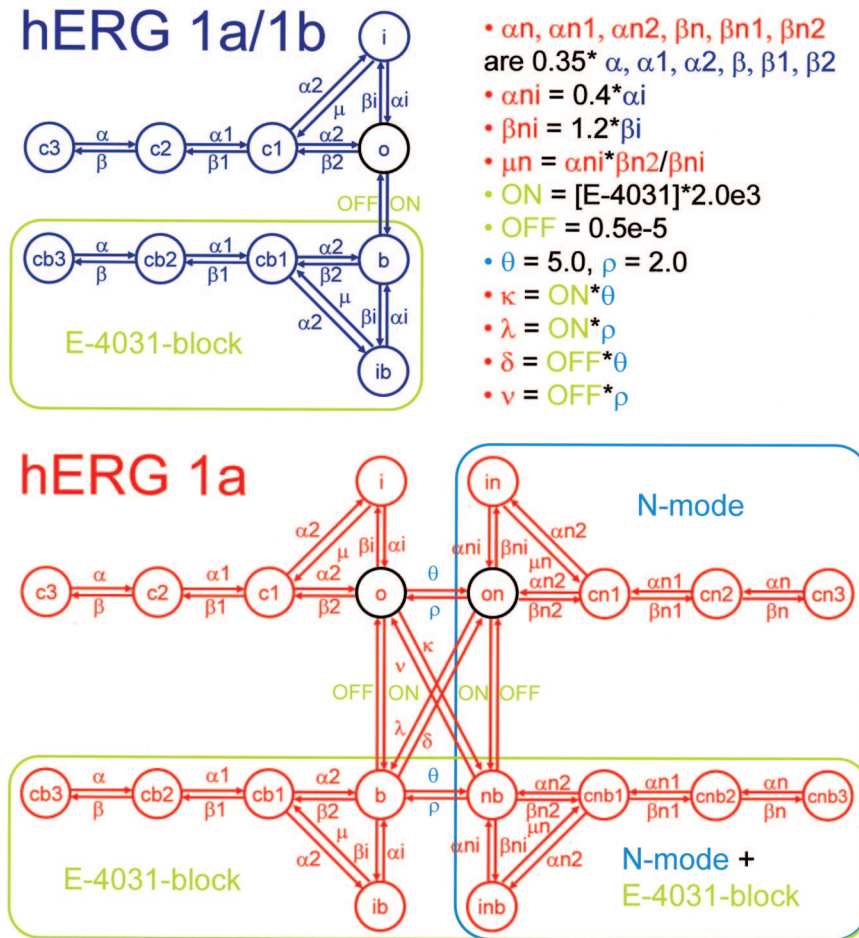 hERG 1a/1b
i
α2
μ
βi
αi
c3
α
β
c2
α1
β1
c1
α2
β2
o
OFF
ON
cb3
α
β
cb2
α1
β1
cb1
α2
β2
b
μ
α2
βi
αi
ib
E-4031-block
• αn, αn1, αn2, βn, βn1, βn2
are 0.35* α, α1, α2, β, β1, β2
• αni = 0.4*αi
• βni = 1.2*βi
• μn = αni*βn2/βni
• ON = [E-4031]*2.0e3
• OFF = 0.5e-5
• θ = 5.0, ρ = 2.0
• κ = ON*θ
• λ = ON*ρ
• δ = OFF*θ
• ν = OFF*ρ
hERG 1a
i
in
N-mode
α2
μ
βi
αi
αni
βni
αn2
μn
c3
α
β
c2
α1
β1
c1
α2
β2
o
θ
ρ
on
αn2
βn2
cn1
αn1
βn1
cn2
αn
βn
cn3
κ
ν
OFF
ON
ON
OFF
λ
δ
cb3
α
β
cb2
α1
β1
cb1
α2
β2
b
θ
ρ
nb
αn2
βn2
cnb1
αn1
βn1
cnb2
αn
βn
cnb3
μ
α2
βi
αi
αni
βni
μn
αn2
ib
inb
E-4031-block
N-mode +
E-4031-block